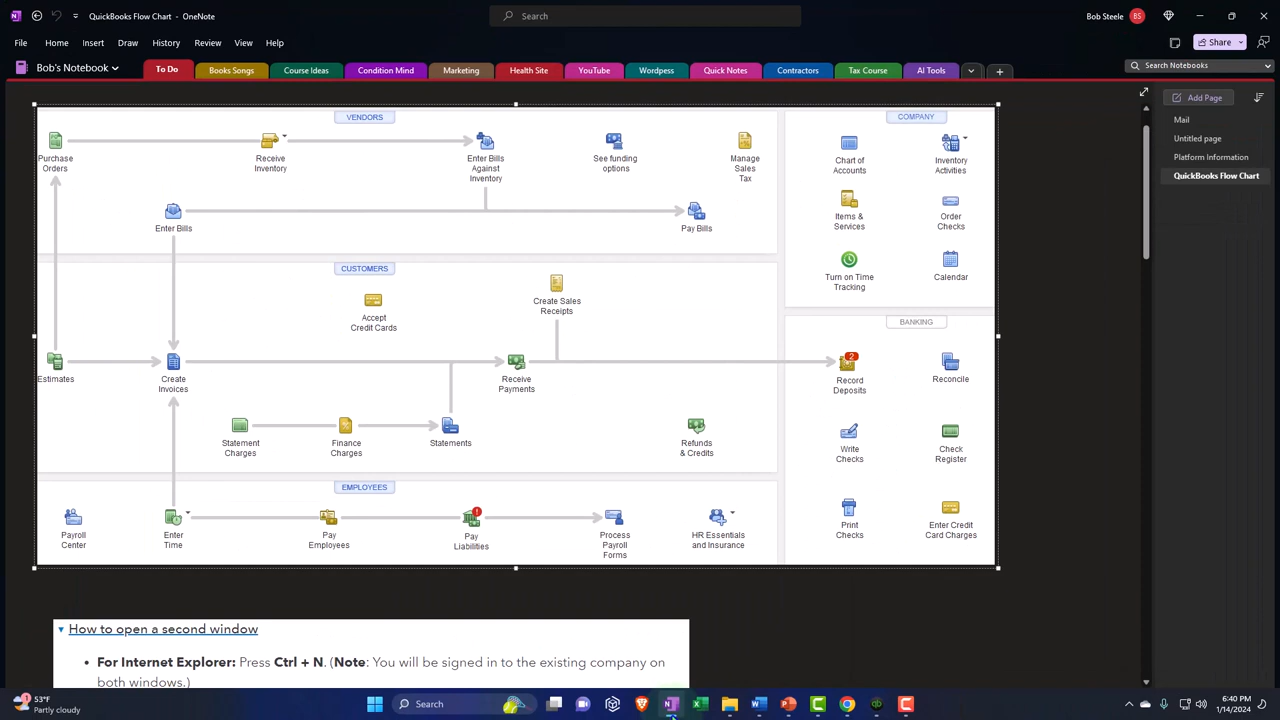 QuickBooks Flow Chart - OneNote
Search
Bob Steele
BS
File
Home
Insert
Draw
History
Review
View
Help
Share
Bob's Notebook
To Do
Books Songs
Course Ideas
Condition Mind
Marketing
Health Site
YouTube
Wordpess
Quick Notes
Contractors
Tax Course
AI Tools
Search Notebooks
Add Page
Mail
Untitled page
Platform Information
QuickBooks Flow Chart
VENDORS
Purchase
Orders
Receive
Inventory
Enter Bills
Against
Inventory
See funding
options
Manage
Sales
Tax
Enter Bills
Pay Bills
CUSTOMERS
Accept
Credit Cards
Create Sales
Receipts
Estimates
Create
Invoices
Receive
Payments
Statement
Charges
Finance
Charges
Statements
Refunds
& Credits
EMPLOYEES
Payroll
Center
Enter
Time
Pay
Employees
Pay
Liabilities
Process
Payroll
Forms
HR Essentials
and Insurance
COMPANY
Chart of
Accounts
Inventory
Activities
Items &
Services
Order
Checks
Turn on Time
Tracking
Calendar
BANKING
2
Record
Deposits
Reconcile
Write
Checks
Check
Register
Print
Checks
Enter Credit
Card Charges
How to open a second window
• For Internet Explorer: Press Ctrl + N. (Note: You will be signed in to the existing company on
both windows.)
1
53°F
Partly cloudy
Search
6:40 PM
1/14/2024